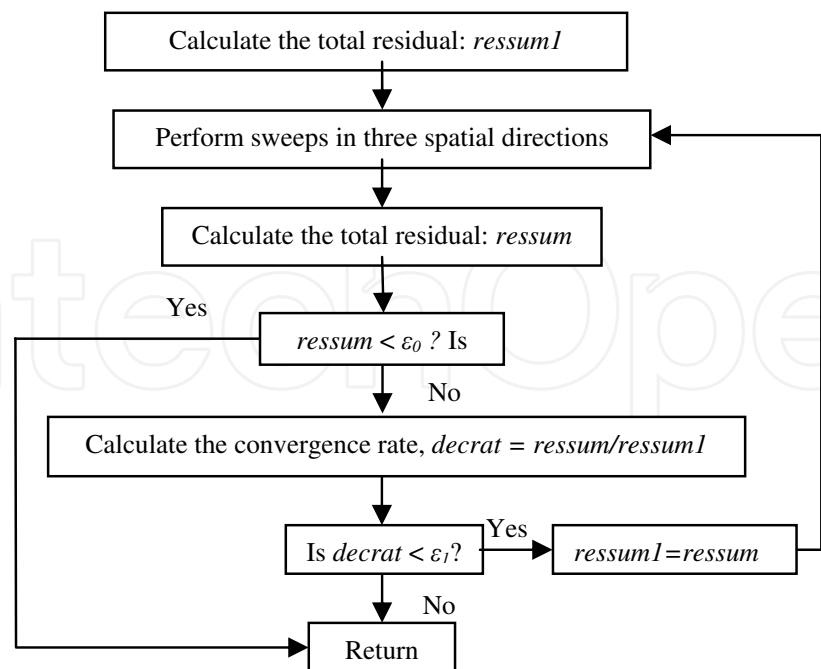 Calculate the total residual: ressum1
Perform sweeps in three spatial directions
Calculate the total residual: ressum
Yes
ressum < ε₀ ? Is
No
Calculate the convergence rate, decrat = ressum/ressum1
Is decrat < ε₁?
Yes
ressum1=ressum
No
Return